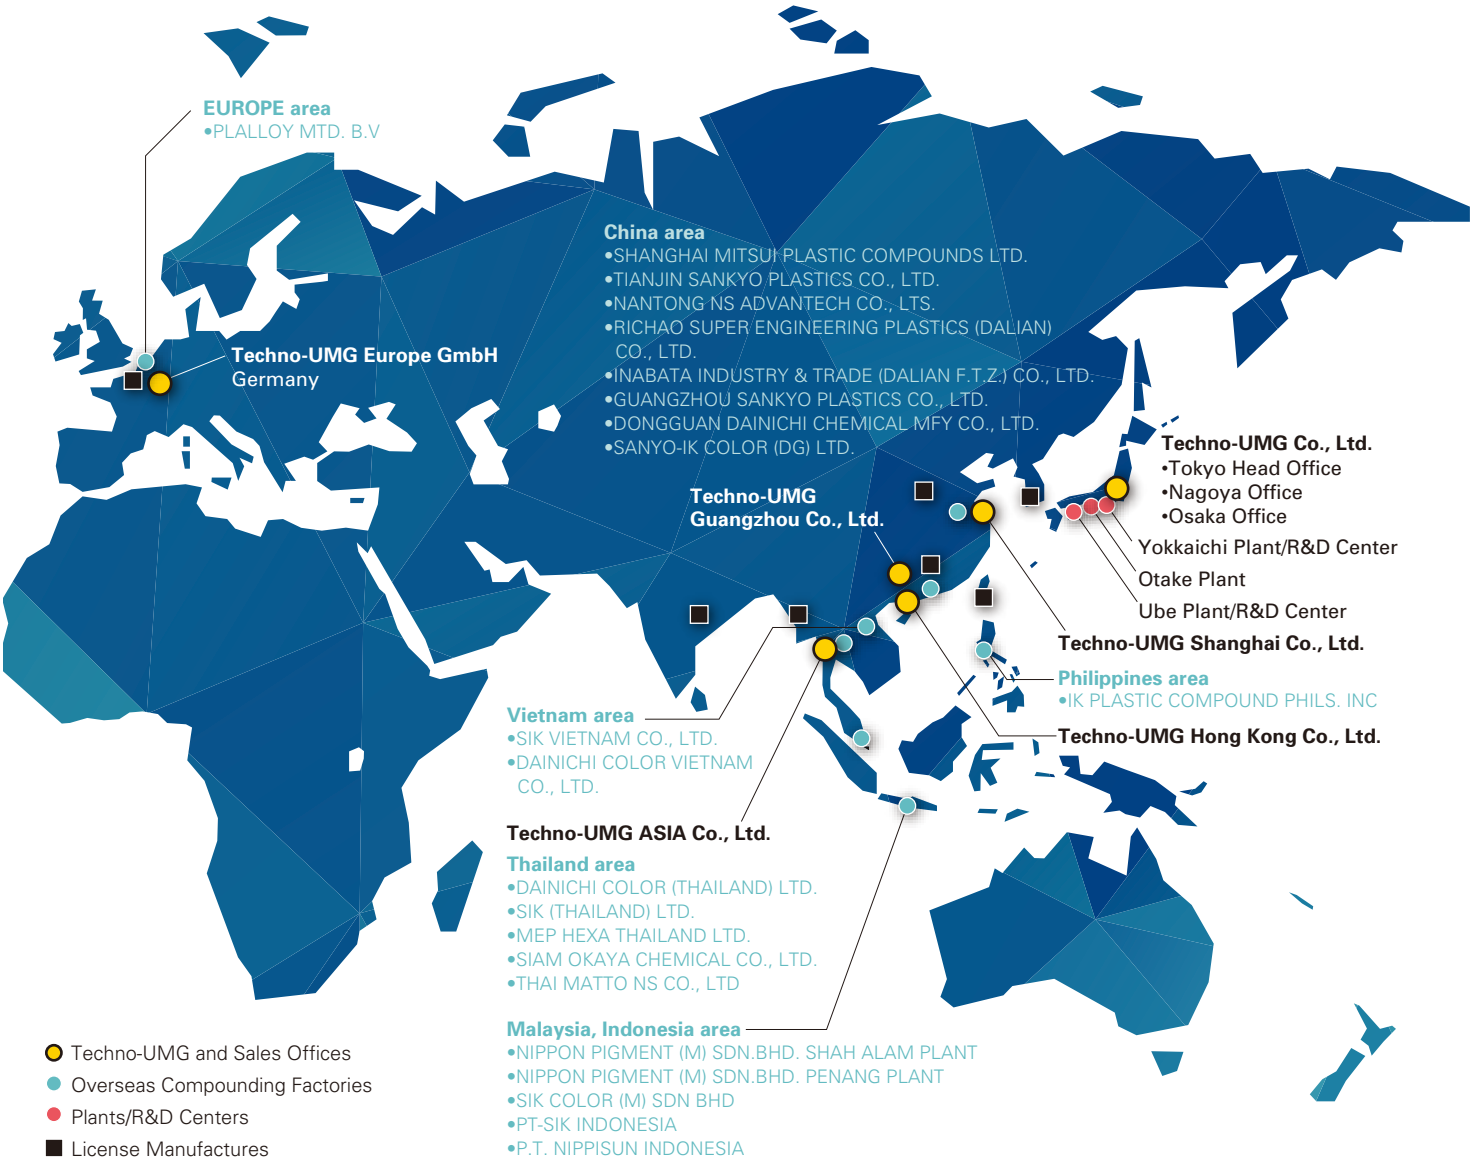 EUROPE area
•PLALLOY MTD. B.V
China area
•SHANGHAI MITSUI PLASTIC COMPOUNDS LTD.
•TIANJIN SANKYO PLASTICS CO., LTD.
•NANTONG NS ADVANTECH CO., LTS.
•RICHAO SUPER ENGINEERING PLASTICS (DALIAN)
CO., LTD.
•INABATA INDUSTRY & TRADE (DALIAN F.T.Z.) CO., LTD.
•GUANGZHOU SANKYO PLASTICS CO., LTD.
•DONGGUAN DAINICHI CHEMICAL MFY CO., LTD.
•SANYO-IK COLOR (DG) LTD.
Techno-UMG Europe GmbH
Germany
Techno-UMG
Guangzhou Co., Ltd.
Techno-UMG Co., Ltd.
•Tokyo Head Office
•Nagoya Office
•Osaka Office
Yokkaichi Plant/R&D Center
Otake Plant
Ube Plant/R&D Center
Techno-UMG Shanghai Co., Ltd.
Philippines area
•IK PLASTIC COMPOUND PHILS. INC
Techno-UMG Hong Kong Co., Ltd.
Vietnam area
•SIK VIETNAM CO., LTD.
•DAINICHI COLOR VIETNAM
CO., LTD.
Techno-UMG ASIA Co., Ltd.
Thailand area
•DAINICHI COLOR (THAILAND) LTD.
•SIK (THAILAND) LTD.
•MEP HEXA THAILAND LTD.
•SIAM OKAYA CHEMICAL CO., LTD.
•THAI MATTO NS CO., LTD
Malaysia, Indonesia area
•NIPPON PIGMENT (M) SDN.BHD. SHAH ALAM PLANT
•NIPPON PIGMENT (M) SDN.BHD. PENANG PLANT
•SIK COLOR (M) SDN BHD
•PT-SIK INDONESIA
•P.T. NIPPISUN INDONESIA
Techno-UMG and Sales Offices
Overseas Compounding Factories
Plants/R&D Centers
License Manufactures